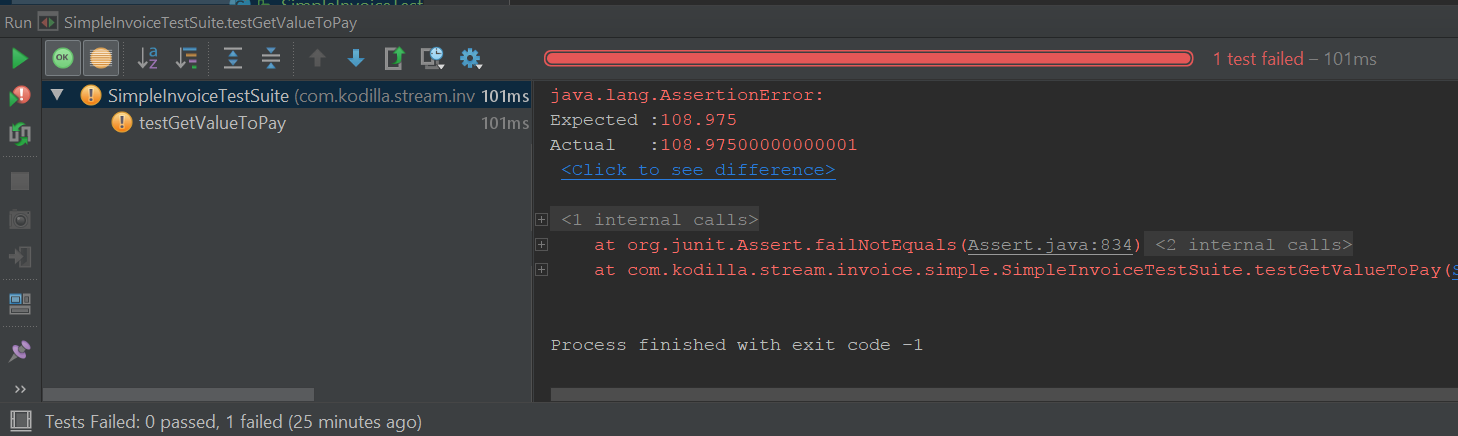 SimpleInvoiceTest
Run SimpleInvoiceTestSuite.testGetValueToPay
1 test failed – 101ms
SimpleInvoiceTestSuite (com.kodilla.stream.inv 101ms
testGetValueToPay 101ms
java.lang.AssertionError:
Expected :108.975
Actual   :108.97500000000001
<Click to see difference>
<1 internal calls>
at org.junit.Assert.failNotEquals(Assert.java:834) <2 internal calls>
at com.kodilla.stream.invoice.simple.SimpleInvoiceTestSuite.testGetValueToPay(S
Process finished with exit code -1
Tests Failed: 0 passed, 1 failed (25 minutes ago)